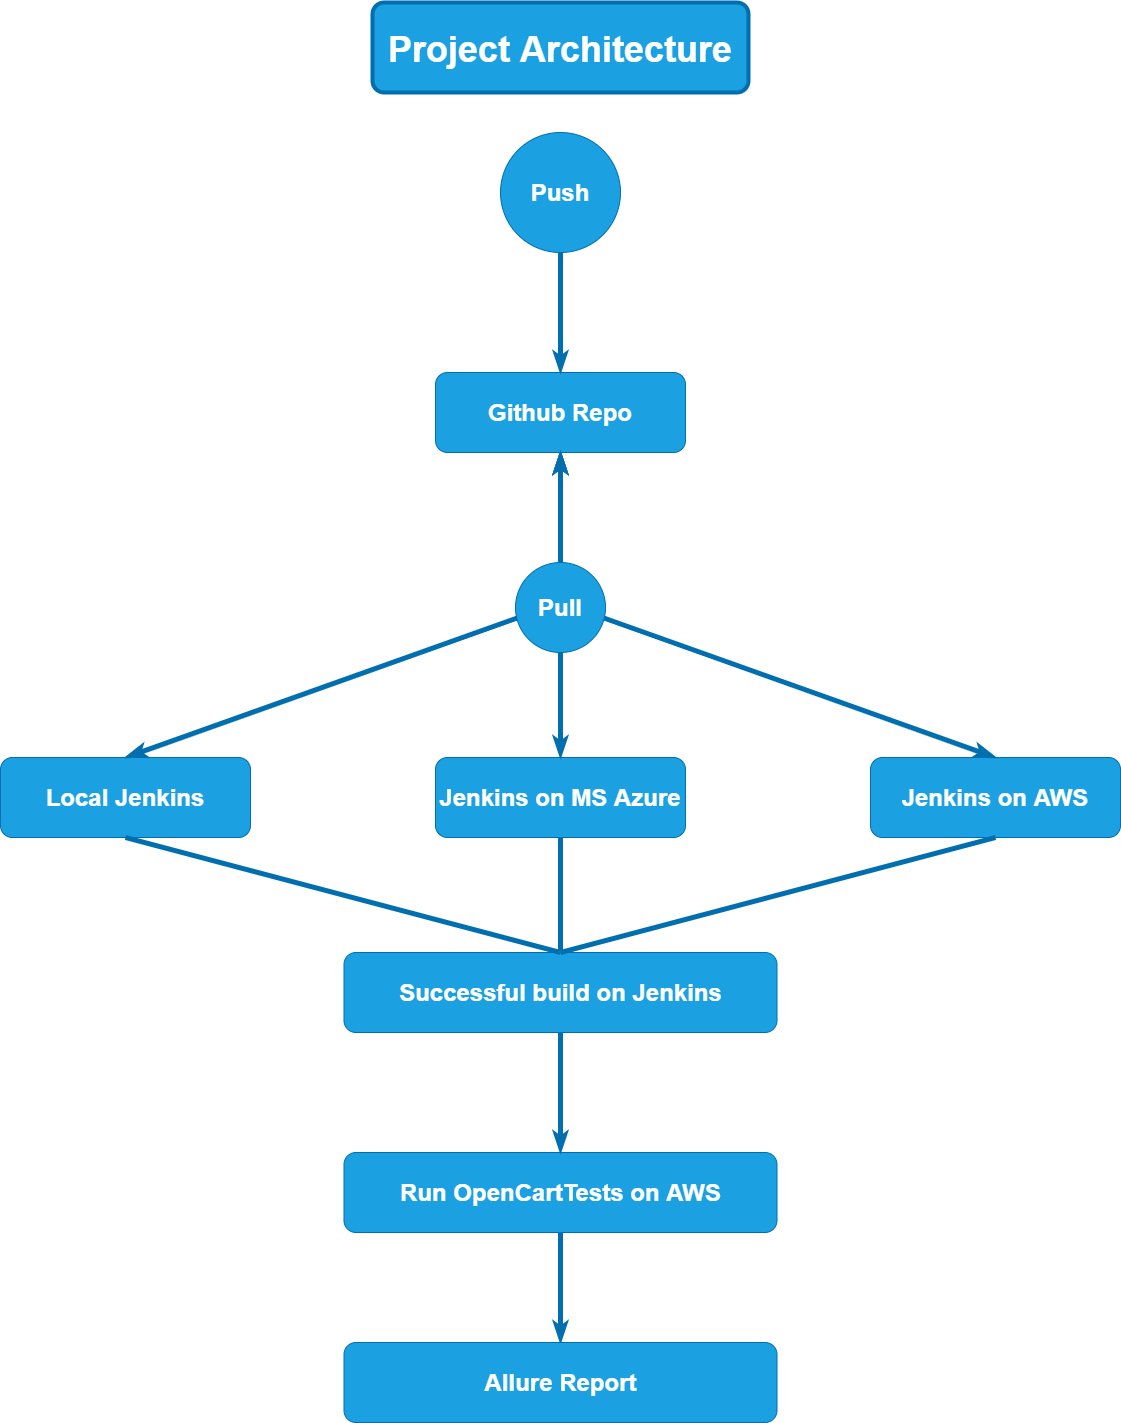 Project Architecture
Push
Github Repo
Pull
Local Jenkins
Jenkins on MS Azure
Jenkins on AWS
Successful build on Jenkins
Run OpenCartTests on AWS
Allure Report